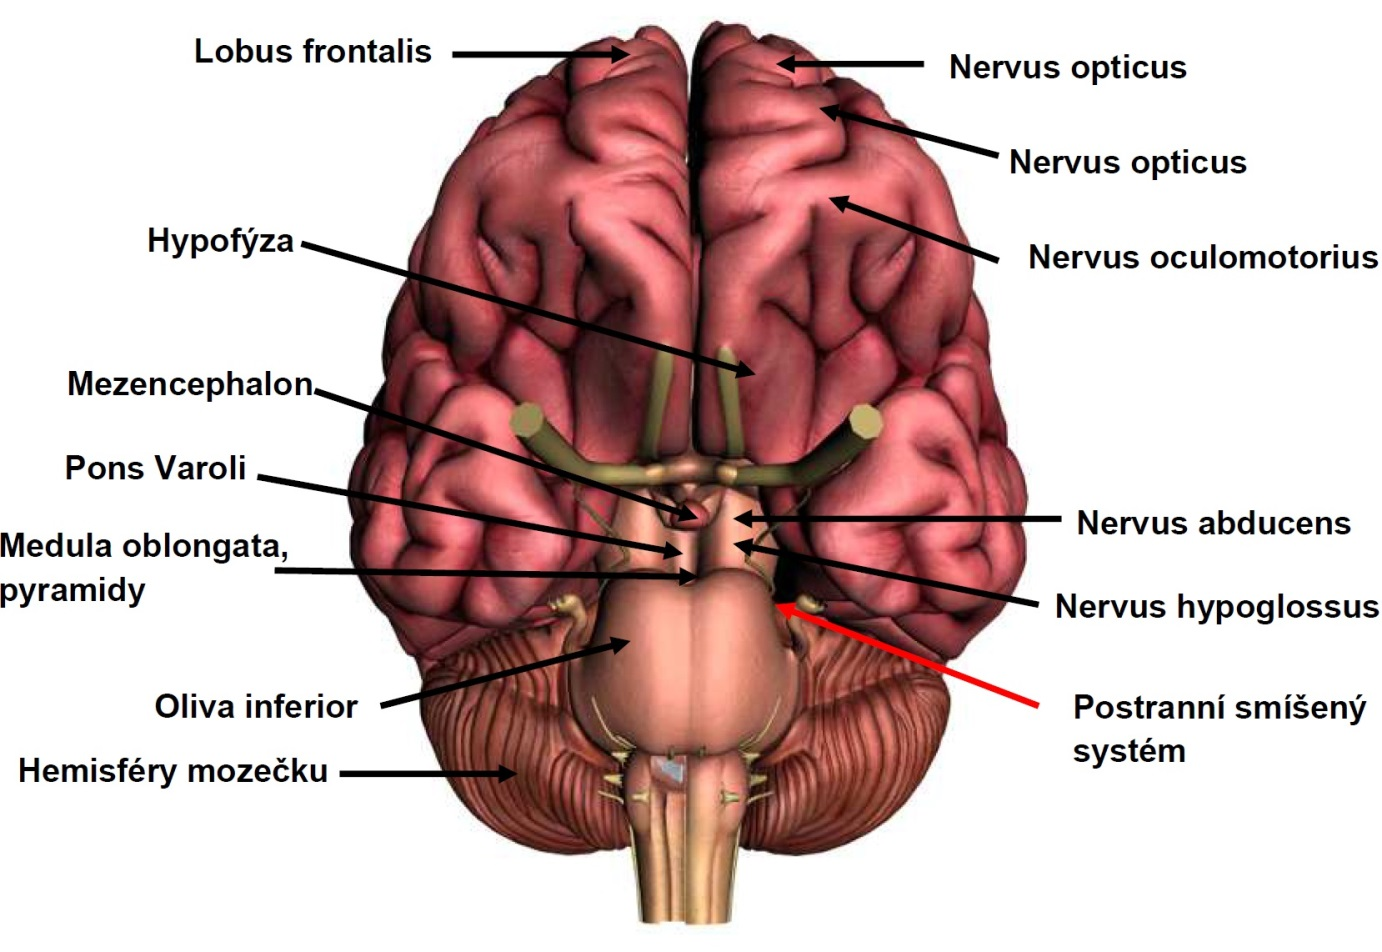 Lobus frontalis
Nervus opticus
Nervus opticus
Hypofýza
Nervus oculomotorius
Mezencephalon
Pons Varoli
Nervus abducens
Medula oblongata,
pyramidy
Nervus hypoglossus
Oliva inferior
Postranní smíšený
systém
Hemisféry mozečku